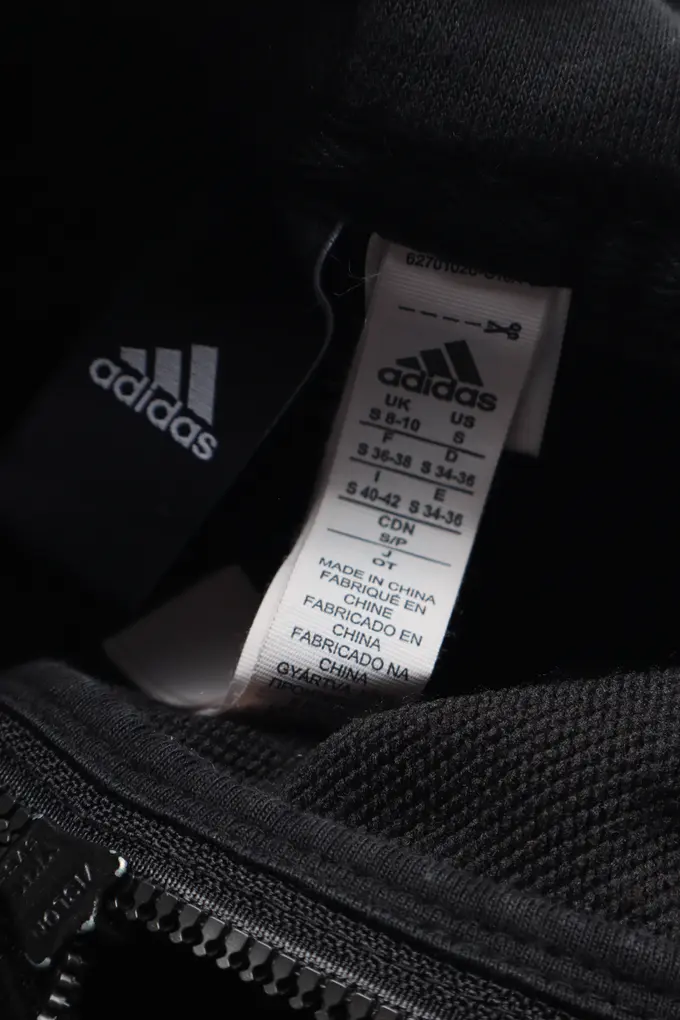 adidas
adidas
UK US
S 8-10 S
F D
S 36-38 S 34-36
I E
S 40-42 S 34-36
CDN
S/P
J
OT
MADE IN CHINA
FABRIQUÉ EN
CHINE
FABRICADO EN
CHINA
FABRICADO NA
CHINA
GYÁRTVA
VISLON